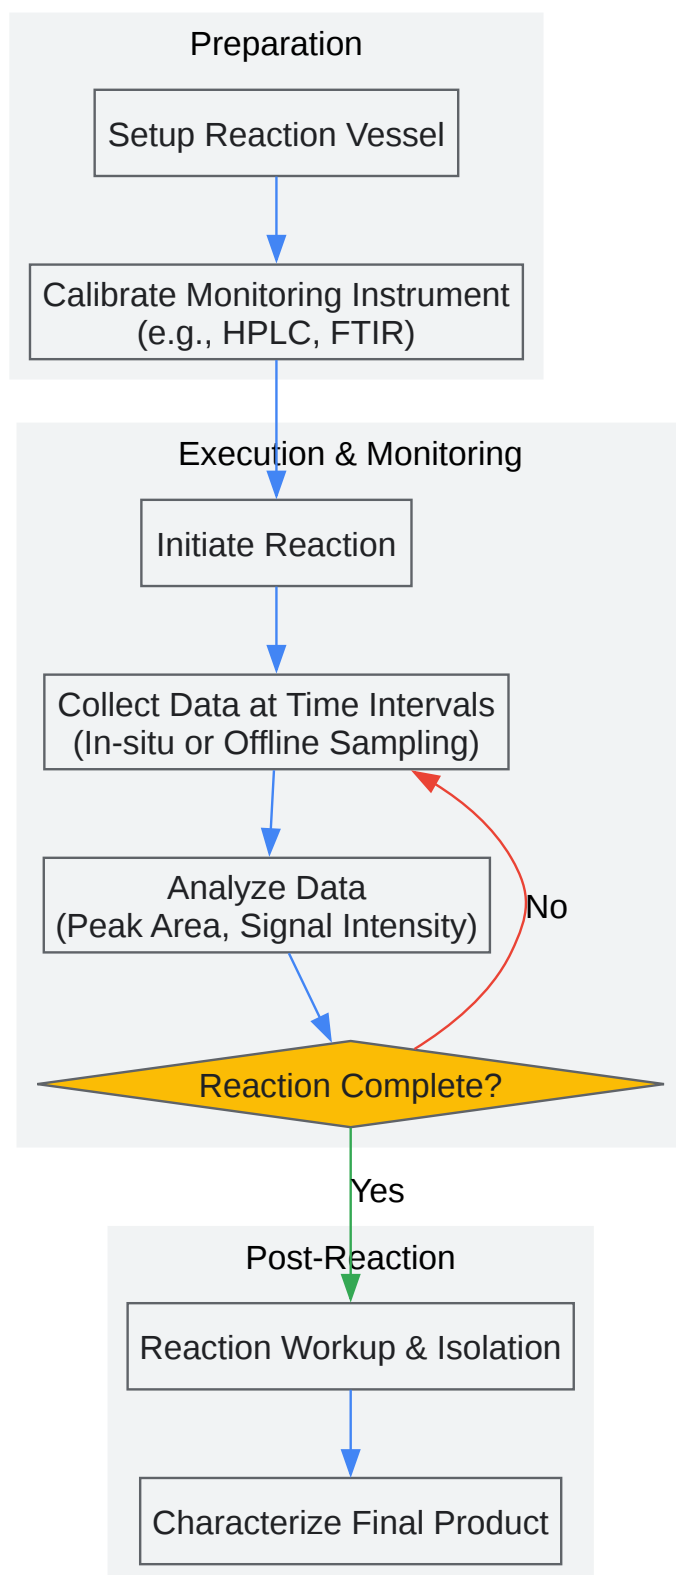 Preparation
Setup Reaction Vessel
Calibrate Monitoring Instrument
(e.g., HPLC, FTIR)
Execution & Monitoring
Initiate Reaction
Collect Data at Time Intervals
(In-situ or Offline Sampling)
Analyze Data
(Peak Area, Signal Intensity)
No
Reaction Complete?
Yes
Post-Reaction
Reaction Workup & Isolation
Characterize Final Product